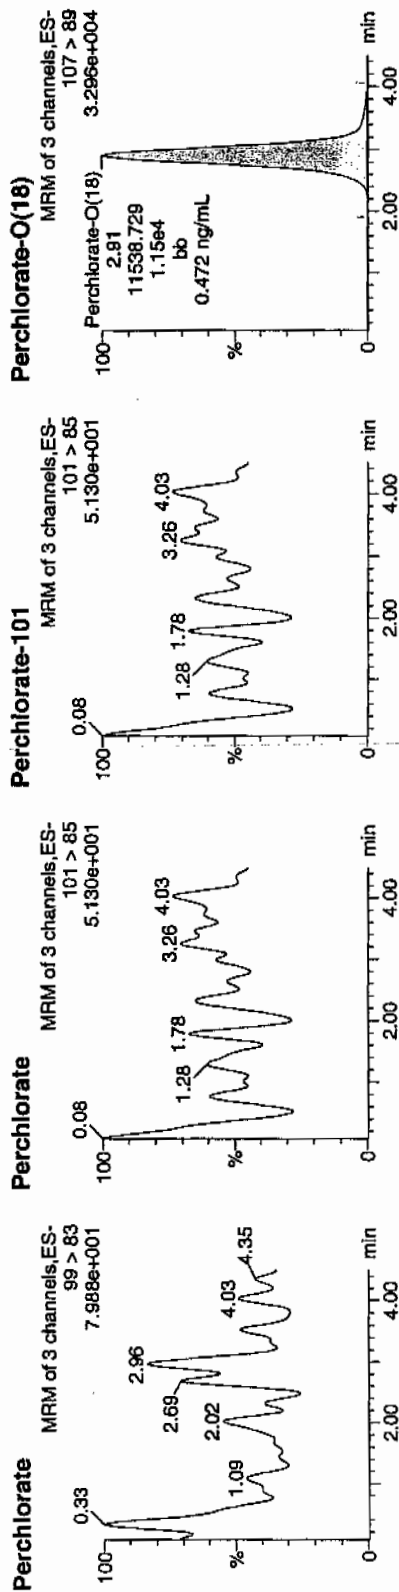 Perchlorate
MRM of 3 channels,ES-
99 > 83
7.988e+001
100
%
0
0.33
1.09
2.02
2.69
2.96
4.03
4.35
2.00
4.00
min
Perchlorate
MRM of 3 channels,ES-
101 > 85
5.130e+001
100
%
0
0.08
1.28
1.78
3.26
4.03
2.00
4.00
min
Perchlorate-101
MRM of 3 channels,ES-
101 > 85
5.130e+001
100
%
0
0.08
1.28
1.78
3.26
4.03
2.00
4.00
min
Perchlorate-O(18)
MRM of 3 channels,ES-
107 > 89
3.296e+004
100
%
0
Perchlorate-O(18)
2.91
11538.729
1.15e4
bb
0.472 ng/mL
2.00
4.00
min